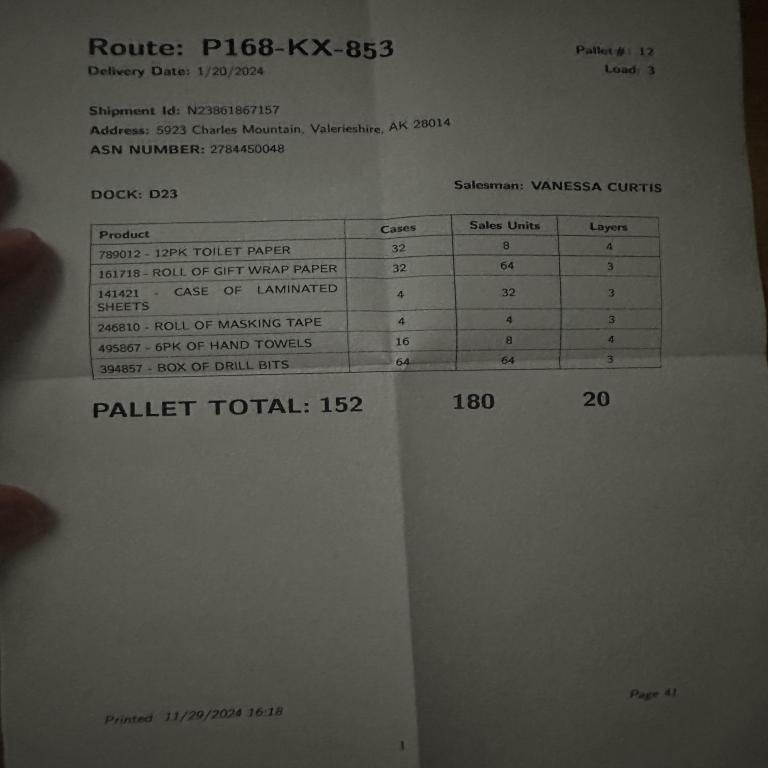 Route: P168-KX-853
Pallet #: 12
Delivery Date: 1/20/2024
Load: 3
Shipment Id: N23861867157
Address: 5923 Charles Mountain, Valerieshire, AK 28014
ASN NUMBER: 2784450048
DOCK: D23
Salesman: VANESSA CURTIS
Product Cases Sales Units Layers
789012 - 12PK TOILET PAPER 32 8 4
161718 - ROLL OF GIFT WRAP PAPER 32 64 3
141421 - CASE OF LAMINATED
SHEETS 4 32 3
246810 - ROLL OF MASKING TAPE 4 4 3
495867 - 6PK OF HAND TOWELS 16 8 4
394857 - BOX OF DRILL BITS 64 64 3
PALLET TOTAL: 152 180 20
Printed 11/29/2024 16:18
Page 41
1